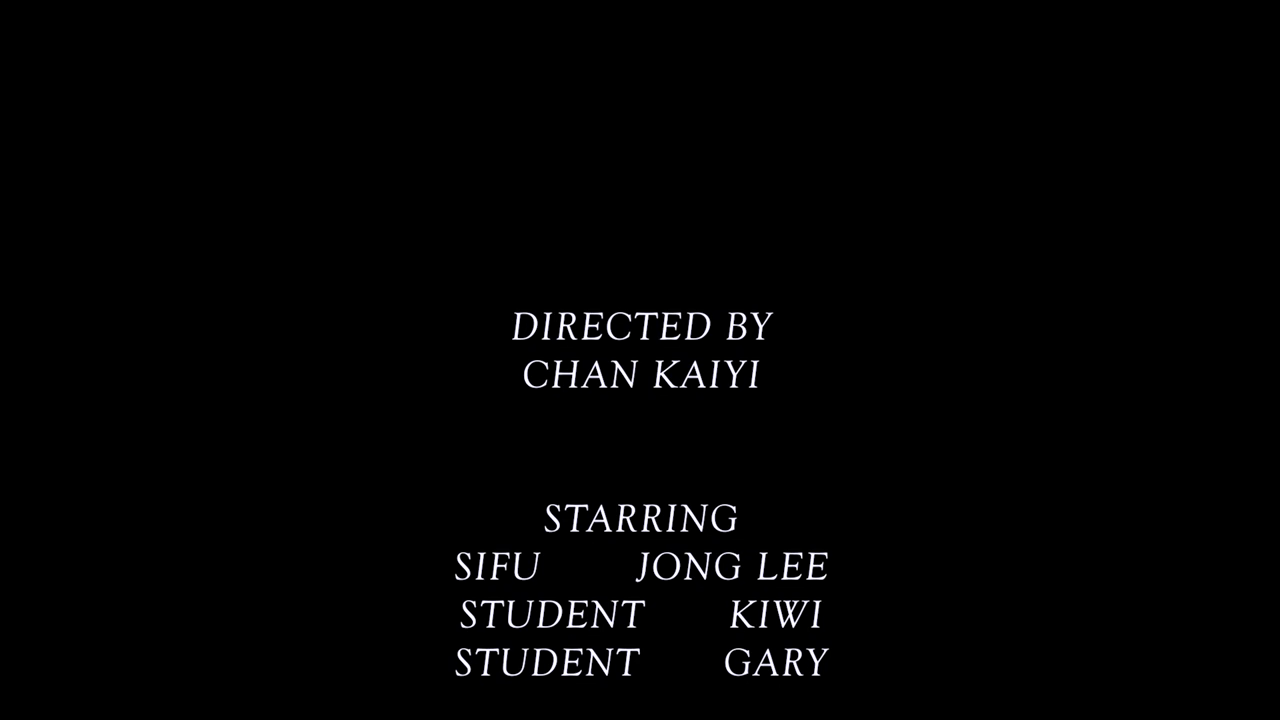 DIRECTED BY
CHAN KAIYI
STARRING
SIFU JONG LEE
STUDENT KIWI
STUDENT GARY